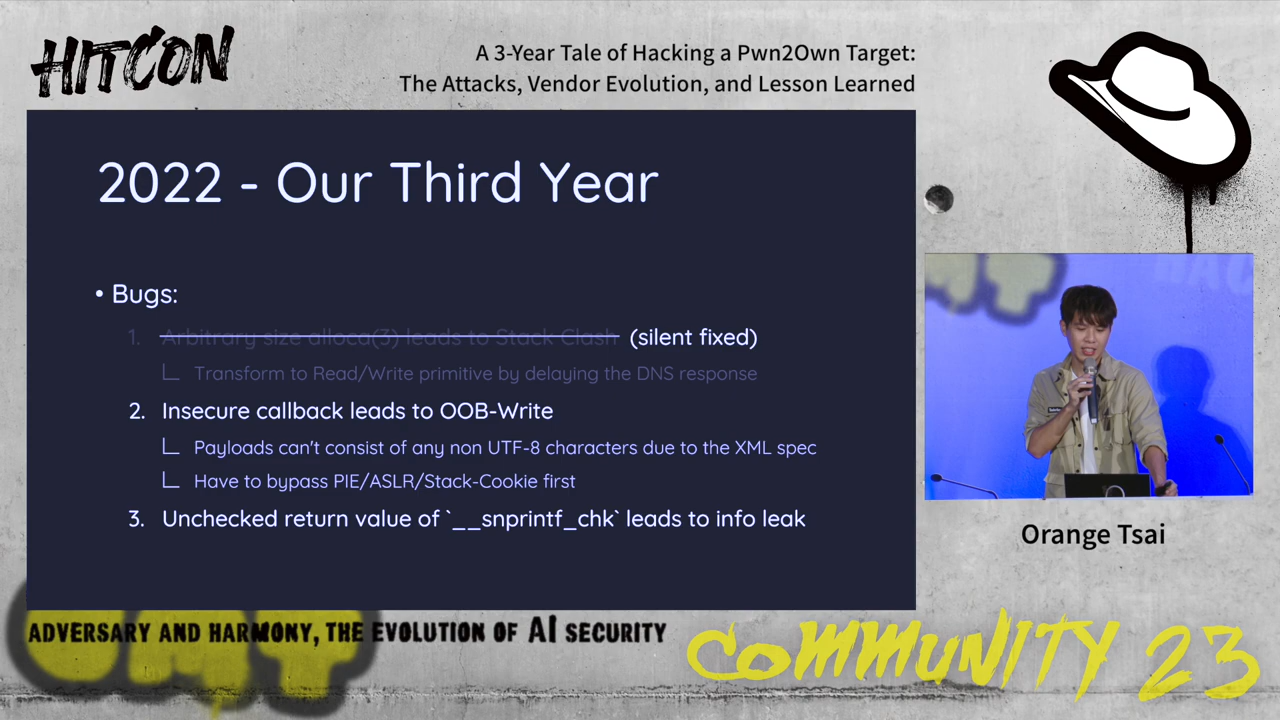 HITCON
A 3-Year Tale of Hacking a Pwn2Own Target:
The Attacks, Vendor Evolution, and Lesson Learned
2022 - Our Third Year
• Bugs:
1. Arbitrary size alloca(3) leads to Stack Clash (silent fixed)
Transform to Read/Write primitive by delaying the DNS response
2. Insecure callback leads to OOB-Write
Payloads can't consist of any non UTF-8 characters due to the XML spec
Have to bypass PIE/ASLR/Stack-Cookie first
3. Unchecked return value of `__snprintf_chk` leads to info leak
Orange Tsai
ADVERSARY AND HARMONY, THE EVOLUTION OF AI SECURITY
COMMUNITY 23